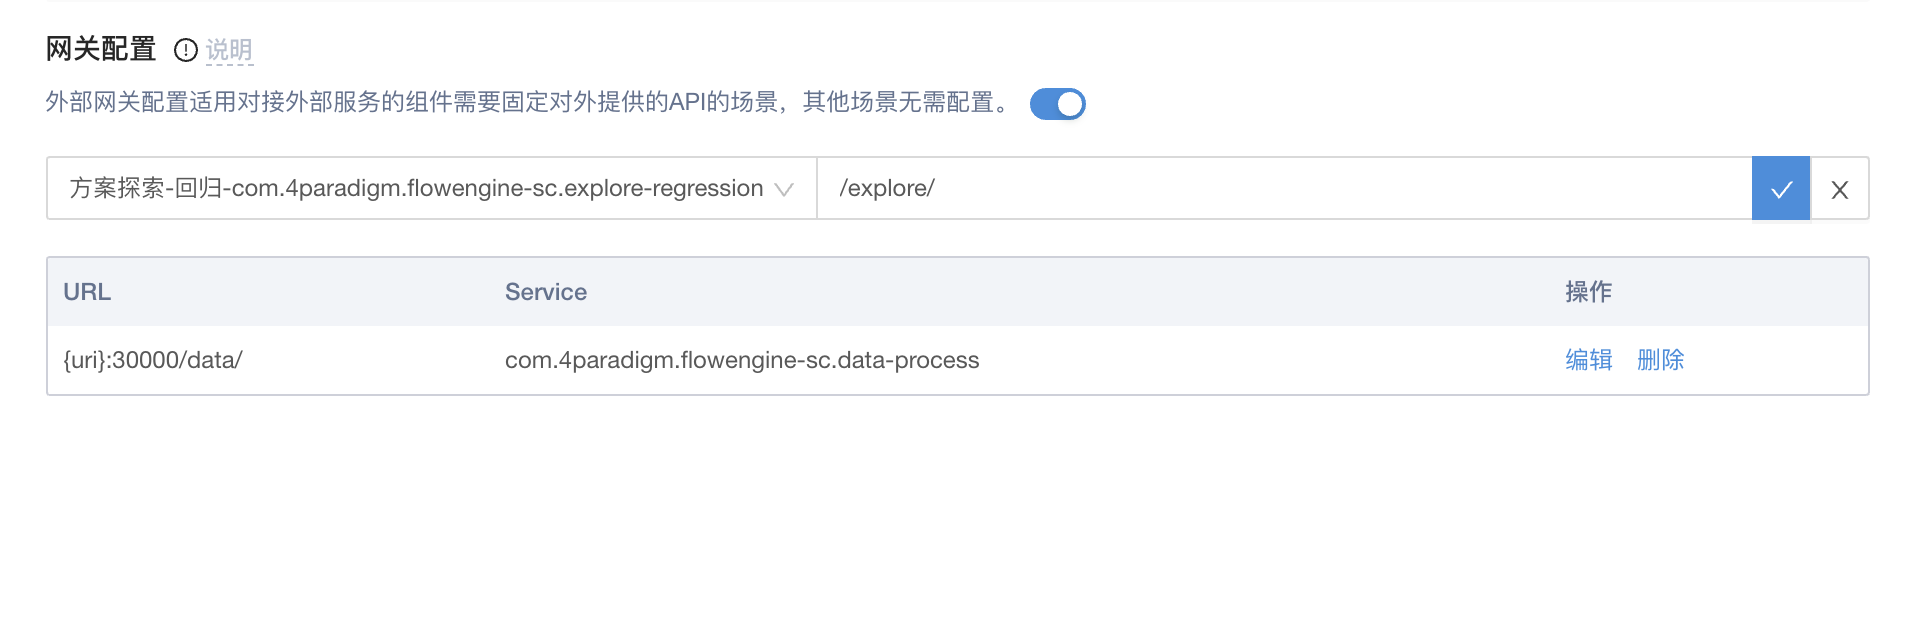 网关配置 说明
外部网关配置适用对接外部服务的组件需要固定对外提供的API的场景，其他场景无需配置。
方案探索-回归-com.4paradigm.flowengine-sc.explore-regression /explore/
URL Service 操作
{uri}:30000/data/ com.4paradigm.flowengine-sc.data-process 编辑 删除